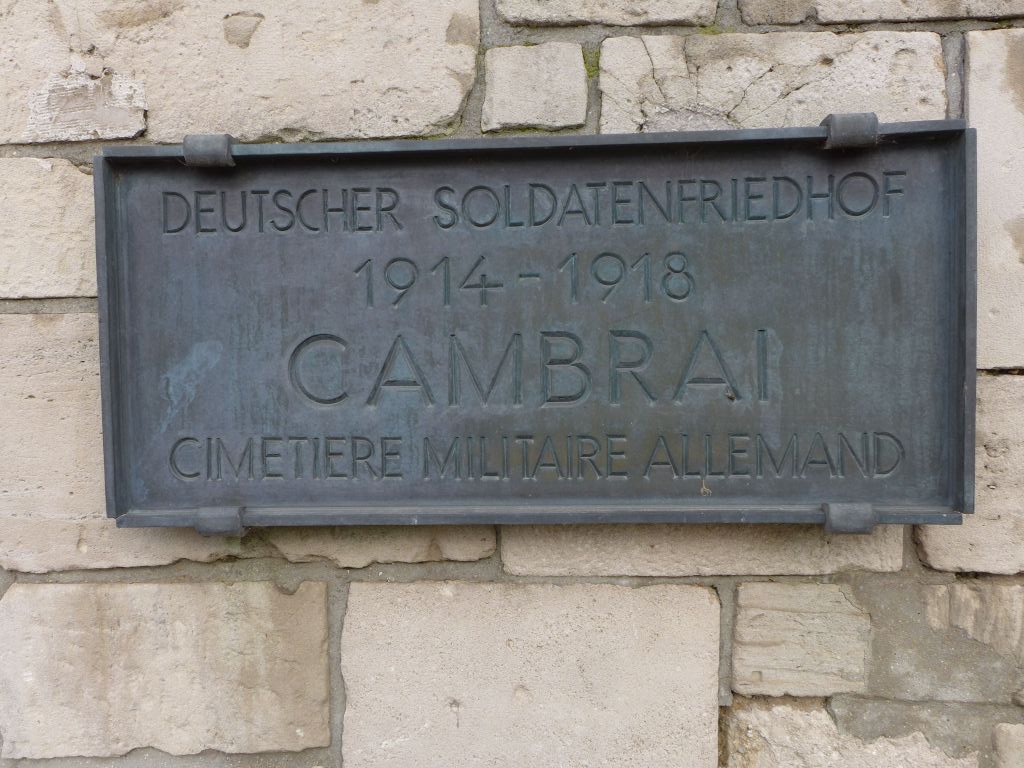 DEUTSCHER SOLDATENFRIEDHOF
1914-1918
CAMBRAI
CIMETIERE MILITAIRE ALLEMAND